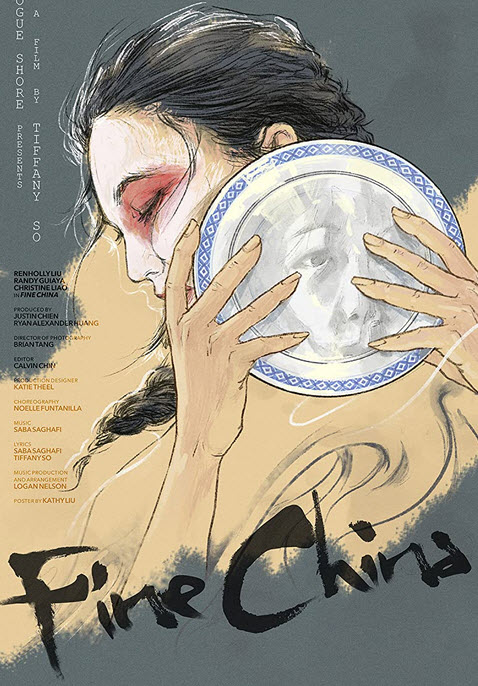 A FILM BY TIFFANY SO
OGUE SHORE PRESENTS
RENHOLLY LIU
RANDY GUIAYA
CHRISTINE LIAO
IN FINE CHINA
PRODUCED BY
JUSTIN CHIEN
RYAN ALEXANDER HUANG
DIRECTOR OF PHOTOGRAPHY
BRIAN TANG
EDITOR
CALVIN CHIN
PRODUCTION DESIGNER
KATIE THEEL
CHOREOGRAPHY
NOELLE FUNTANILLA
MUSIC
SABA SAGHAFI
LYRICS
SABA SAGHAFI
TIFFANY SO
MUSIC PRODUCTION
AND ARRANGEMENT
LOGAN NELSON
POSTER BY KATHY LIU
Fine China